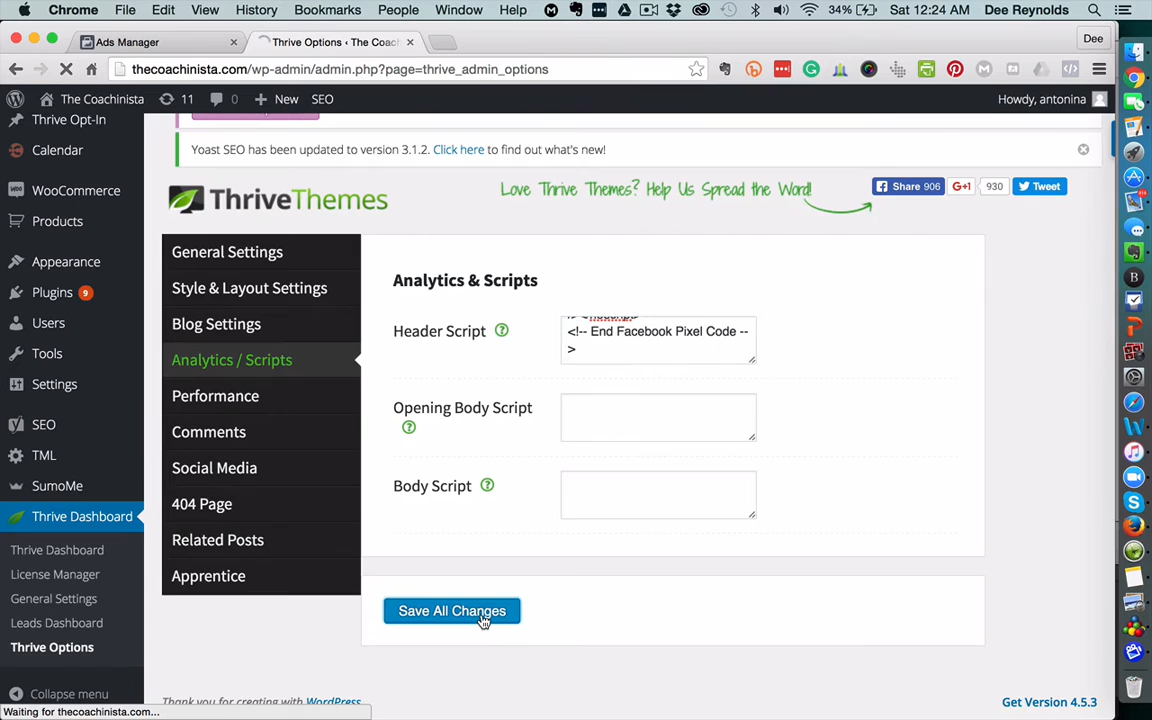 Chrome File Edit View History Bookmarks People Window Help 34% Sat 12:24 AM Dee Reynolds
Ads Manager Thrive Options ‹ The Coach Dee
thecoachinista.com/wp-admin/admin.php?page=thrive_admin_options
The Coachinista 11 0 New SEO Howdy, antonina
Thrive Opt-In
Calendar
WooCommerce
Products
Appearance
Plugins 9
Users
Tools
Settings
SEO
TML
SumoMe
Thrive Dashboard
Thrive Dashboard
License Manager
General Settings
Leads Dashboard
Thrive Options
Collapse menu
Waiting for thecoachinista.com...
Yoast SEO has been updated to version 3.1.2. Click here to find out what's new!
ThriveThemes
Love Thrive Themes? Help Us Spread the Word!
Share 906 G+1 930 Tweet
General Settings
Style & Layout Settings
Blog Settings
Analytics / Scripts
Performance
Comments
Social Media
404 Page
Related Posts
Apprentice
Analytics & Scripts
Header Script ?
<!-- End Facebook Pixel Code --
>
Opening Body Script
?
Body Script ?
Save All Changes
Thank you for creating with WordPress
Get Version 4.5.3